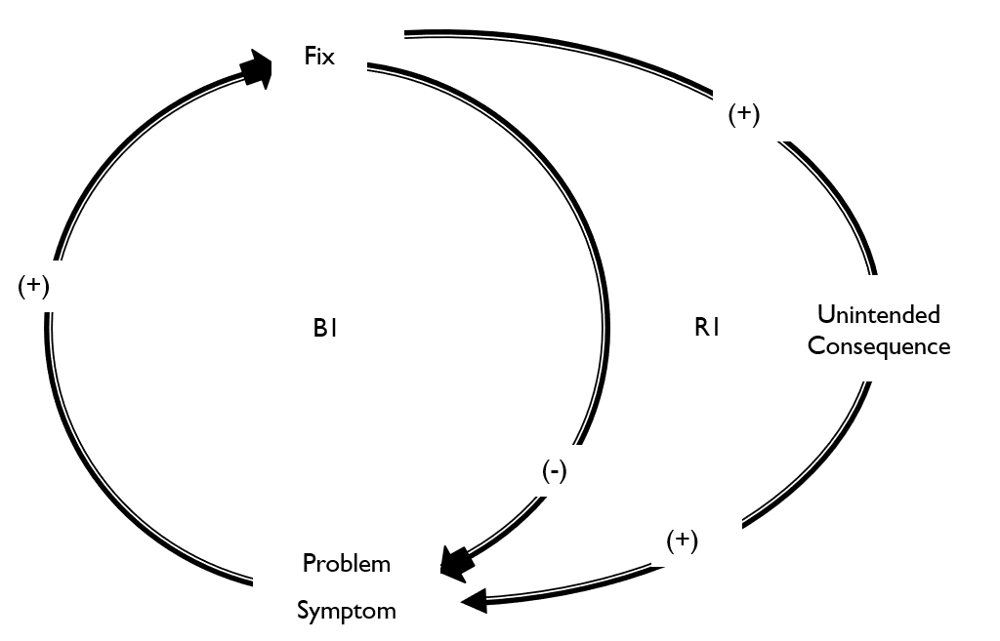 Fix
(+)
(+)
B1
R1
Unintended
Consequence
(-)
(+)
Problem
Symptom